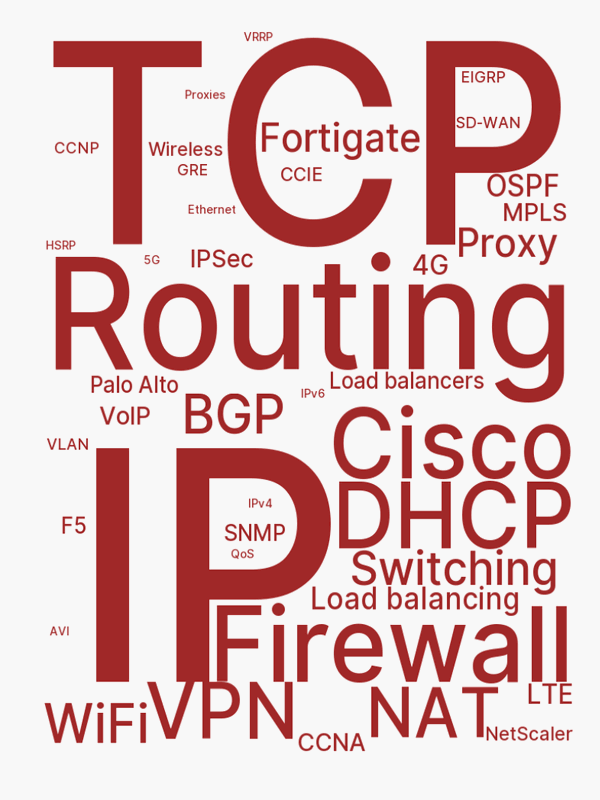 VRRP
TCP
EIGRP
Proxies
SD-WAN
Fortigate
CCNP
Wireless
GRE
CCIE
OSPF
Ethernet
MPLS
Proxy
HSRP
5G
IPSec
4G
Routing
Palo Alto
Load balancers
IPv6
VoIP
BGP
Cisco
VLAN
IP
IPv4
DHCP
F5
SNMP
QoS
Switching
Load balancing
AVI
Firewall
LTE
WiFi
VPN
NAT
NetScaler
CCNA